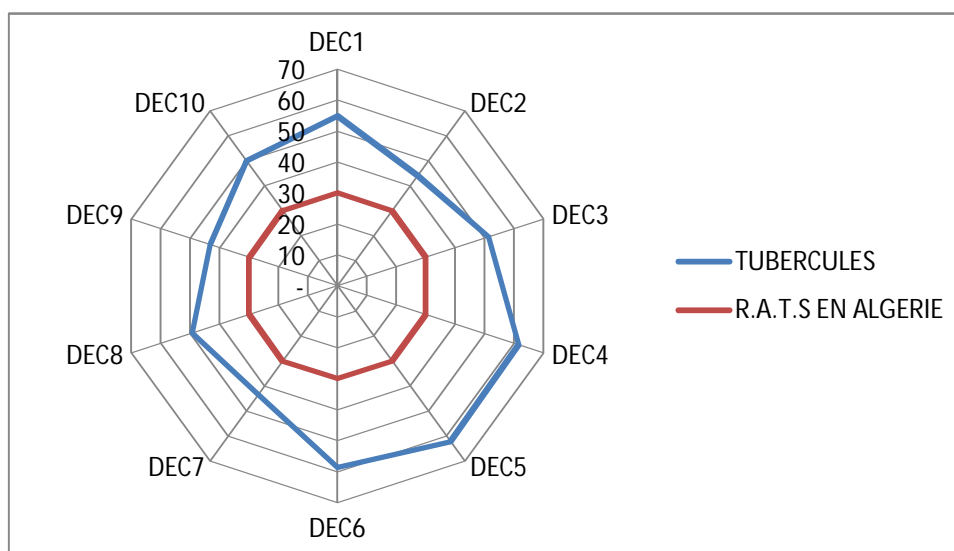 DEC1
DEC2
DEC3
DEC4
DEC5
DEC6
DEC7
DEC8
DEC9
DEC10
70
60
50
40
30
20
10
-
TUBERCULES
R.A.T.S EN ALGERIE